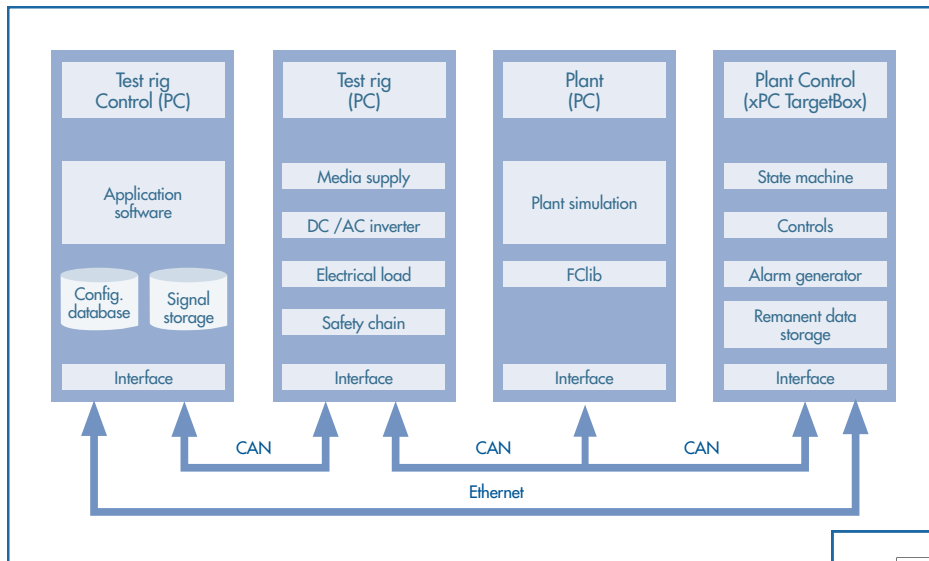 Test rig
Control (PC)
Application
software
Config.
database
Signal
storage
Interface
Test rig
(PC)
Media supply
DC /AC inverter
Electrical load
Safety chain
Interface
Plant
(PC)
Plant simulation
FClib
Interface
Plant Control
(xPC TargetBox)
State machine
Controls
Alarm generator
Remanent data
storage
Interface
CAN
CAN
CAN
Ethernet